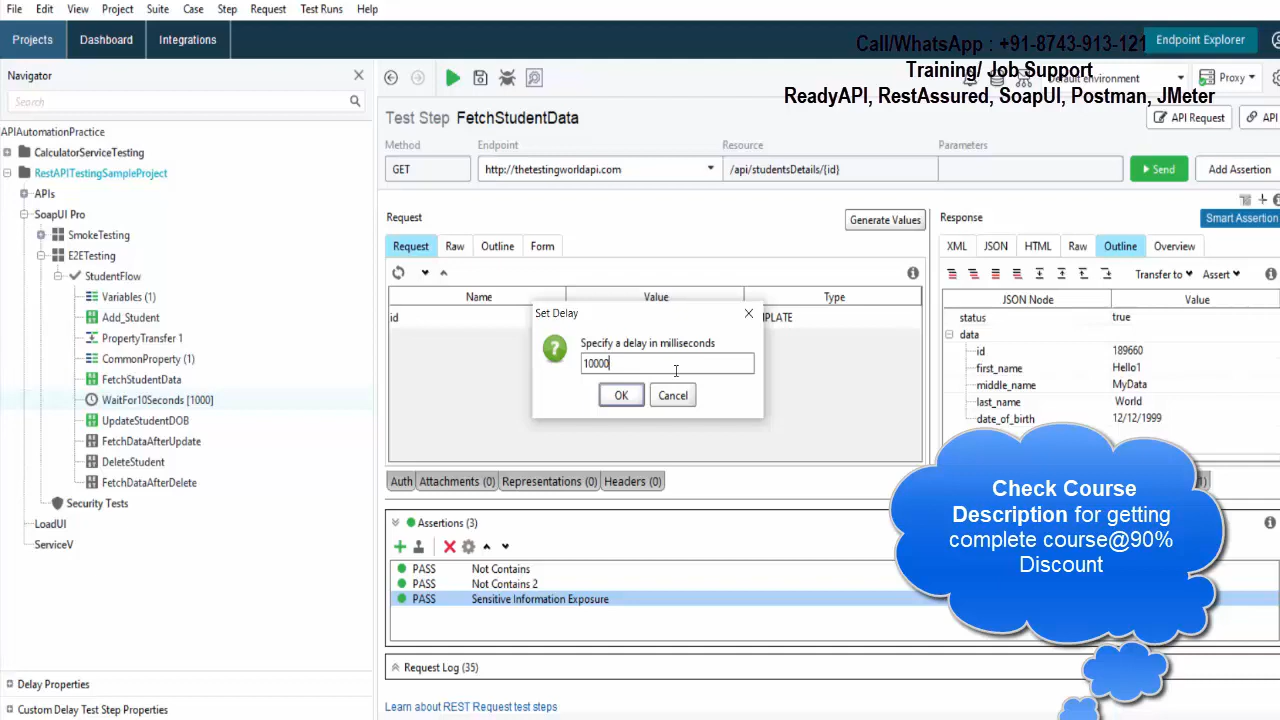 File Edit View Project Suite Case Step Request Test Runs Help
Projects Dashboard Integrations
Call/WhatsApp : +91-8743-913-121
Endpoint Explorer
Navigator
Training/ Job Support
Default environment
Proxy
Search
ReadyAPI, RestAssured, SoapUI, Postman, JMeter
Test Step FetchStudentData
API Request
API
APIAutomationPractice
CalculatorServiceTesting
RestAPITestingSampleProject
APIs
SoapUI Pro
SmokeTesting
E2ETesting
StudentFlow
Variables (1)
Add_Student
PropertyTransfer 1
CommonProperty (1)
FetchStudentData
WaitFor10Seconds [1000]
UpdateStudentDOB
FetchDataAfterUpdate
DeleteStudent
FetchDataAfterDelete
Security Tests
LoadUI
ServiceV
Delay Properties
Custom Delay Test Step Properties
Method Endpoint Resource Parameters
GET http://thetestingworldapi.com /api/studentsDetails/{id} Send Add Assertion
Request
Generate Values
Request Raw Outline Form
Name Value Type
id PLATE
Set Delay
Specify a delay in milliseconds
10000
OK Cancel
Auth Attachments (0) Representations (0) Headers (0)
Response
Smart Assertion
XML JSON HTML Raw Outline Overview
Transfer to Assert
JSON Node Value
status true
data
id 189660
first_name Hello1
middle_name MyData
last_name World
date_of_birth 12/12/1999
Assertions (3)
PASS Not Contains
PASS Not Contains 2
PASS Sensitive Information Exposure
Request Log (35)
Learn about REST Request test steps
Check Course
Description for getting
complete course@90%
Discount